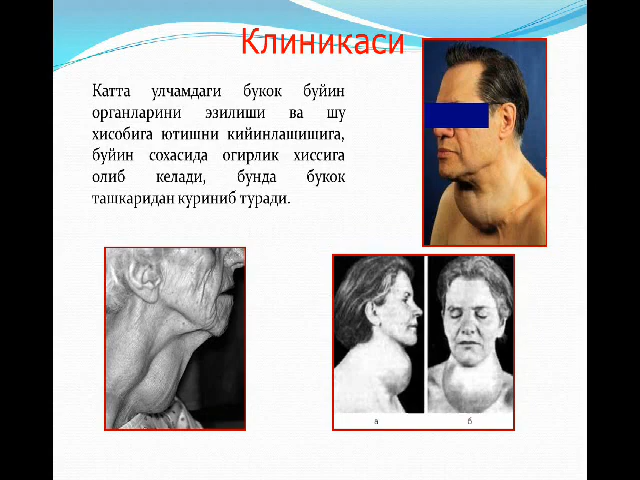 Клиникаси
Катта улчамдаги букок буйин
органларини эзилиши ва шу
хисобига ютишни кийинлашишига,
буйин сохасида огирлик хиссига
олиб келади, бунда букок
ташкаридан куриниб туради.
а б